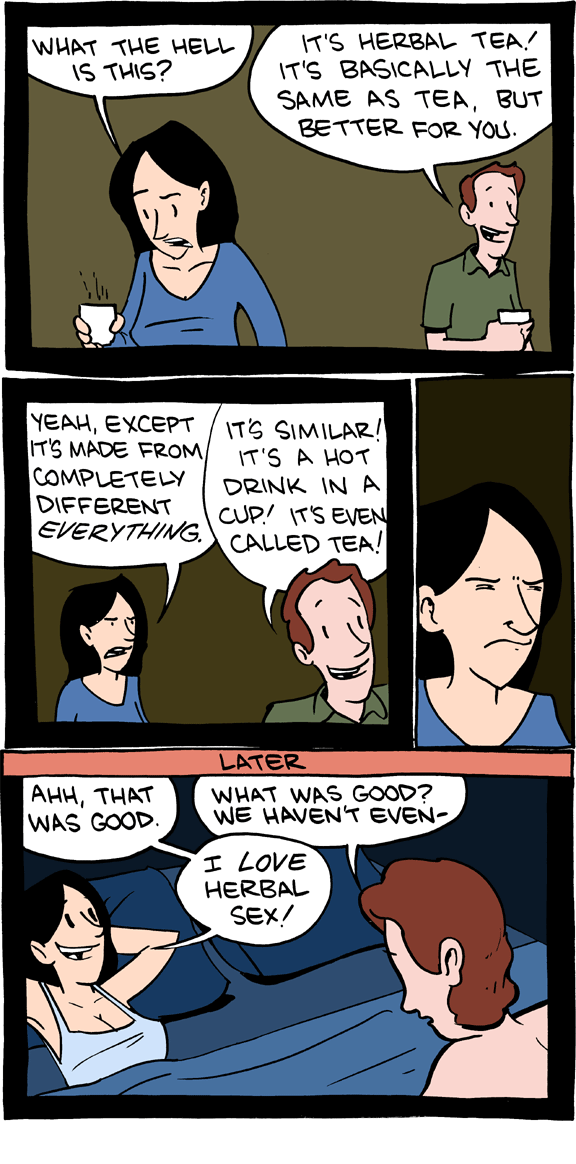 WHAT THE HELL
IS THIS?
IT'S HERBAL TEA!
IT'S BASICALLY THE
SAME AS TEA, BUT
BETTER FOR YOU.
YEAH, EXCEPT
IT'S MADE FROM
COMPLETELY
DIFFERENT
EVERYTHING.
IT'S SIMILAR!
IT'S A HOT
DRINK IN A
CUP! IT'S EVEN
CALLED TEA!
LATER
AHH, THAT
WAS GOOD.
WHAT WAS GOOD?
WE HAVEN'T EVEN-
I LOVE
HERBAL
SEX!